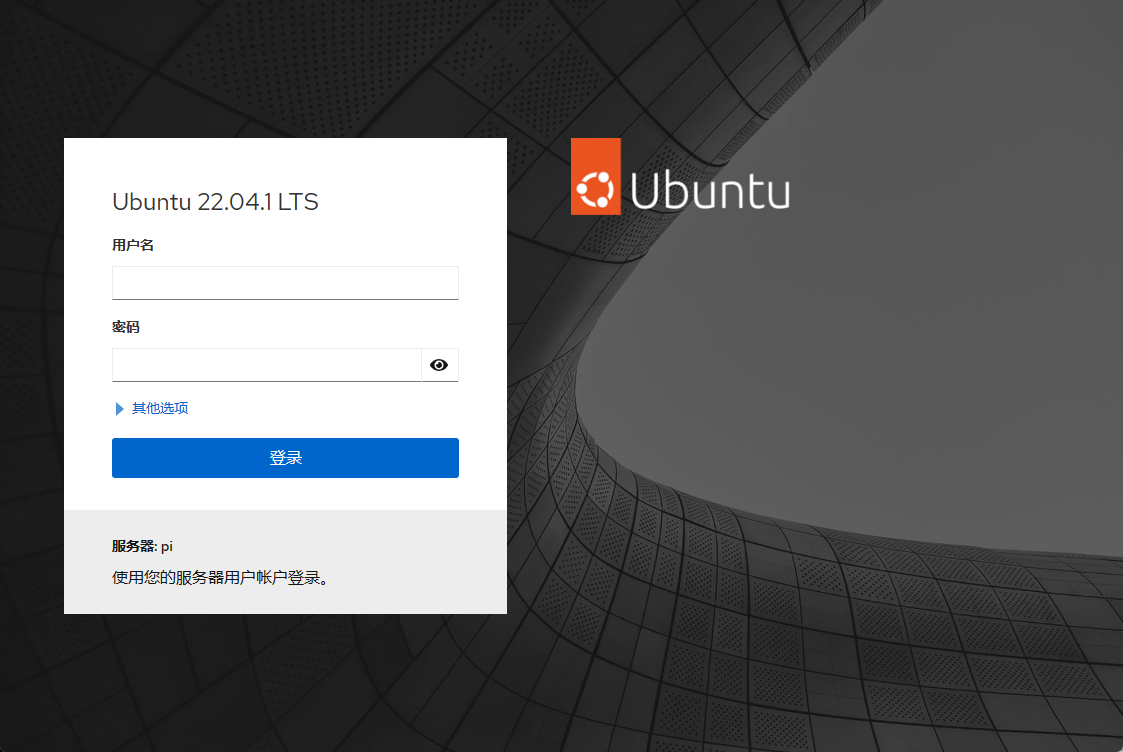 Ubuntu 22.04.1 LTS
用户名
密码
其他选项
登录
服务器: pi
使用您的服务器用户帐户登录。
Ubuntu